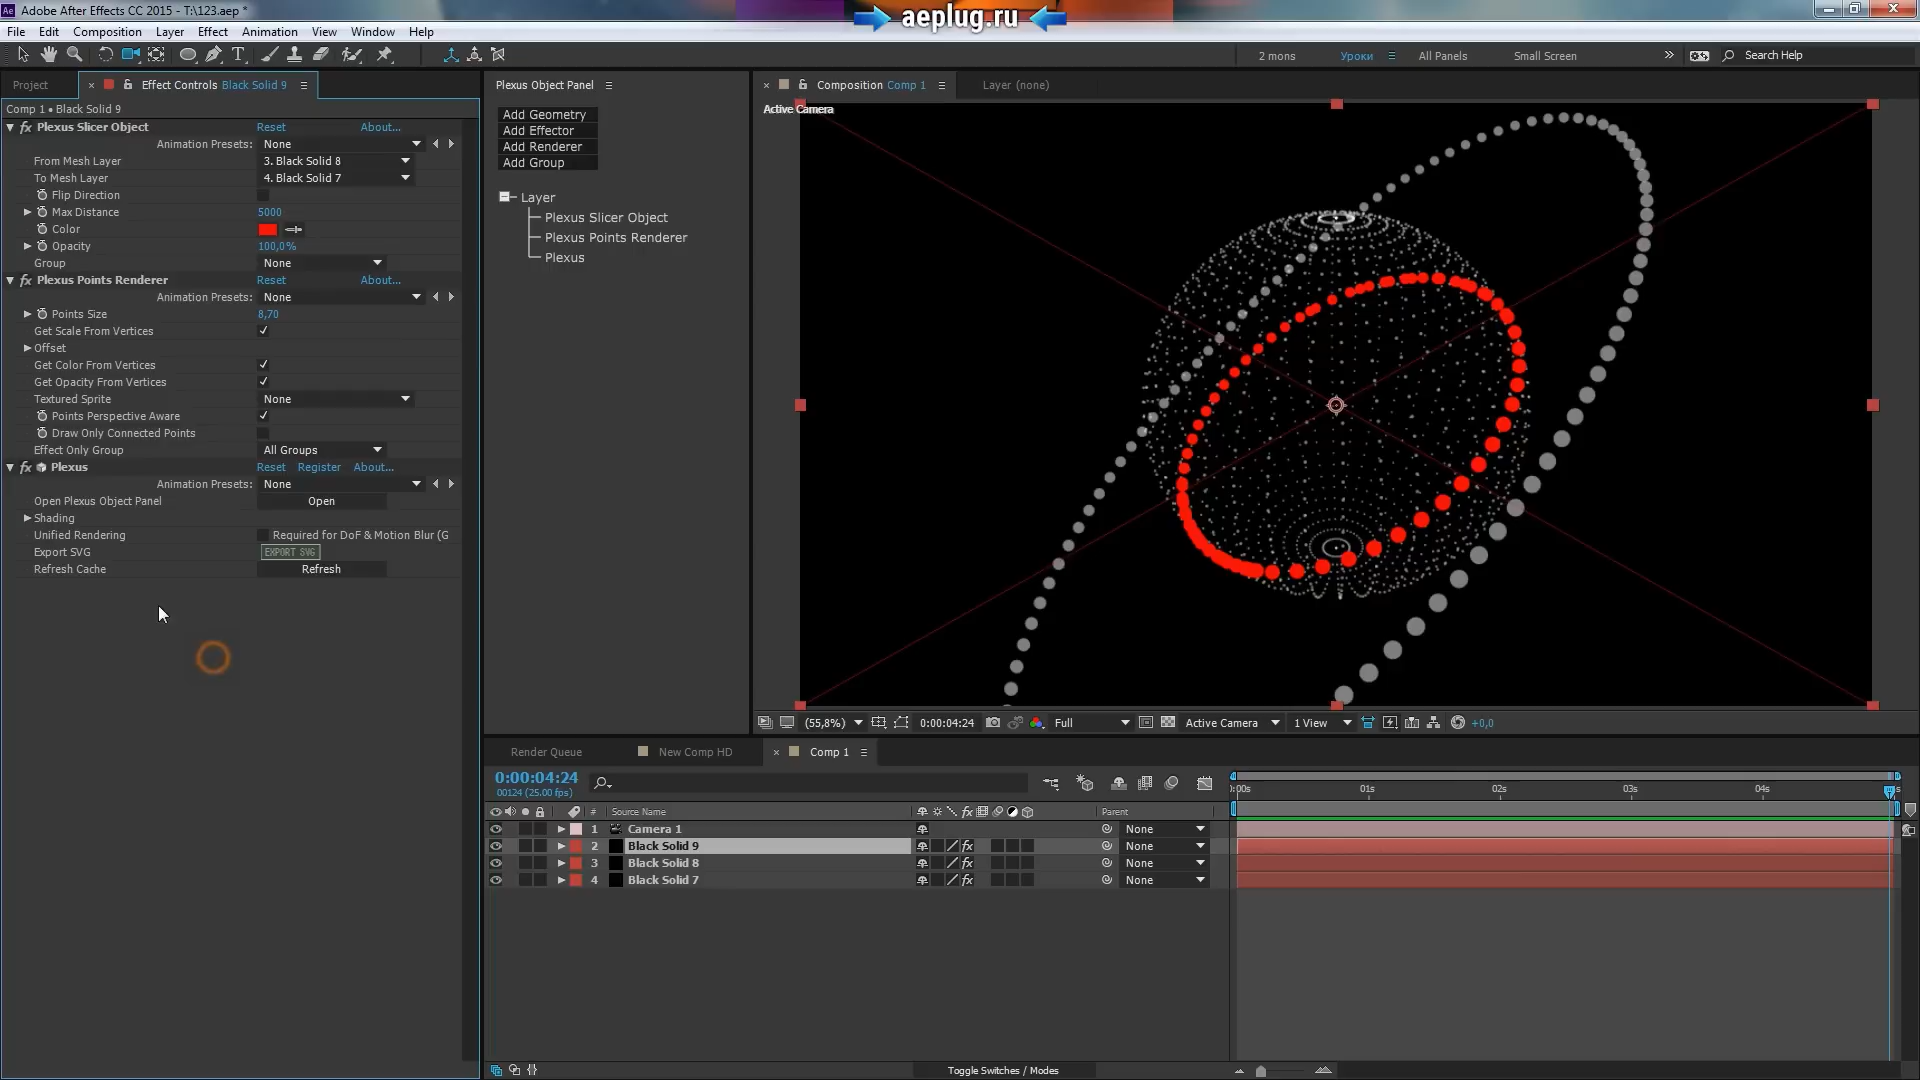 Ae Adobe After Effects CC 2015 - T:\123.aep *
aeplug.ru
File Edit Composition Layer Effect Animation View Window Help
T 2 mons Уроки All Panels Small Screen Search Help
Project Effect Controls Black Solid 9
Comp 1 • Black Solid 9
fx Plexus Slicer Object Reset About...
Animation Presets: None
From Mesh Layer 3. Black Solid 8
To Mesh Layer 4. Black Solid 7
Flip Direction
Max Distance 5000
Color
Opacity 100,0%
Group None
fx Plexus Points Renderer Reset About...
Animation Presets: None
Points Size 8,70
Get Scale From Vertices
Offset
Get Color From Vertices
Get Opacity From Vertices
Textured Sprite None
Points Perspective Aware
Draw Only Connected Points
Effect Only Group All Groups
fx Plexus Reset Register About...
Animation Presets: None
Open Plexus Object Panel Open
Shading
Unified Rendering Required for DoF & Motion Blur (G
Export SVG EXPORT SVG
Refresh Cache Refresh
Plexus Object Panel
Add Geometry
Add Effector
Add Renderer
Add Group
Layer
Plexus Slicer Object
Plexus Points Renderer
Plexus
Composition Comp 1 Layer (none)
Active Camera
(55,8%) 0:00:04:24 Full Active Camera 1 View +0,0
Render Queue New Comp HD Comp 1
0:00:04:24
00124 (25.00 fps)
# Source Name fx Parent
1 Camera 1 None
2 Black Solid 9 fx None
3 Black Solid 8 fx None
4 Black Solid 7 fx None
:00s 01s 02s 03s 04s
Toggle Switches / Modes